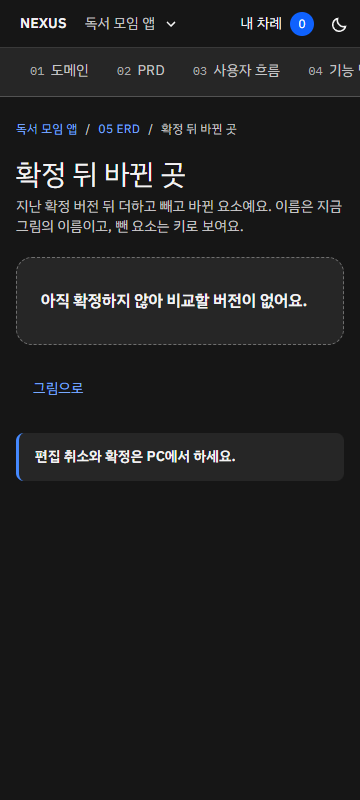 NEXUS 독서 모임 앱 내 차례 0
01 도메인 02 PRD 03 사용자 흐름 04 기능
독서 모임 앱 / 05 ERD / 확정 뒤 바뀐 곳
확정 뒤 바뀐 곳
지난 확정 버전 뒤 더하고 빼고 바뀐 요소예요. 이름은 지금
그림의 이름이고, 뺀 요소는 키로 보여요.
아직 확정하지 않아 비교할 버전이 없어요.
그림으로
편집 취소와 확정은 PC에서 하세요.